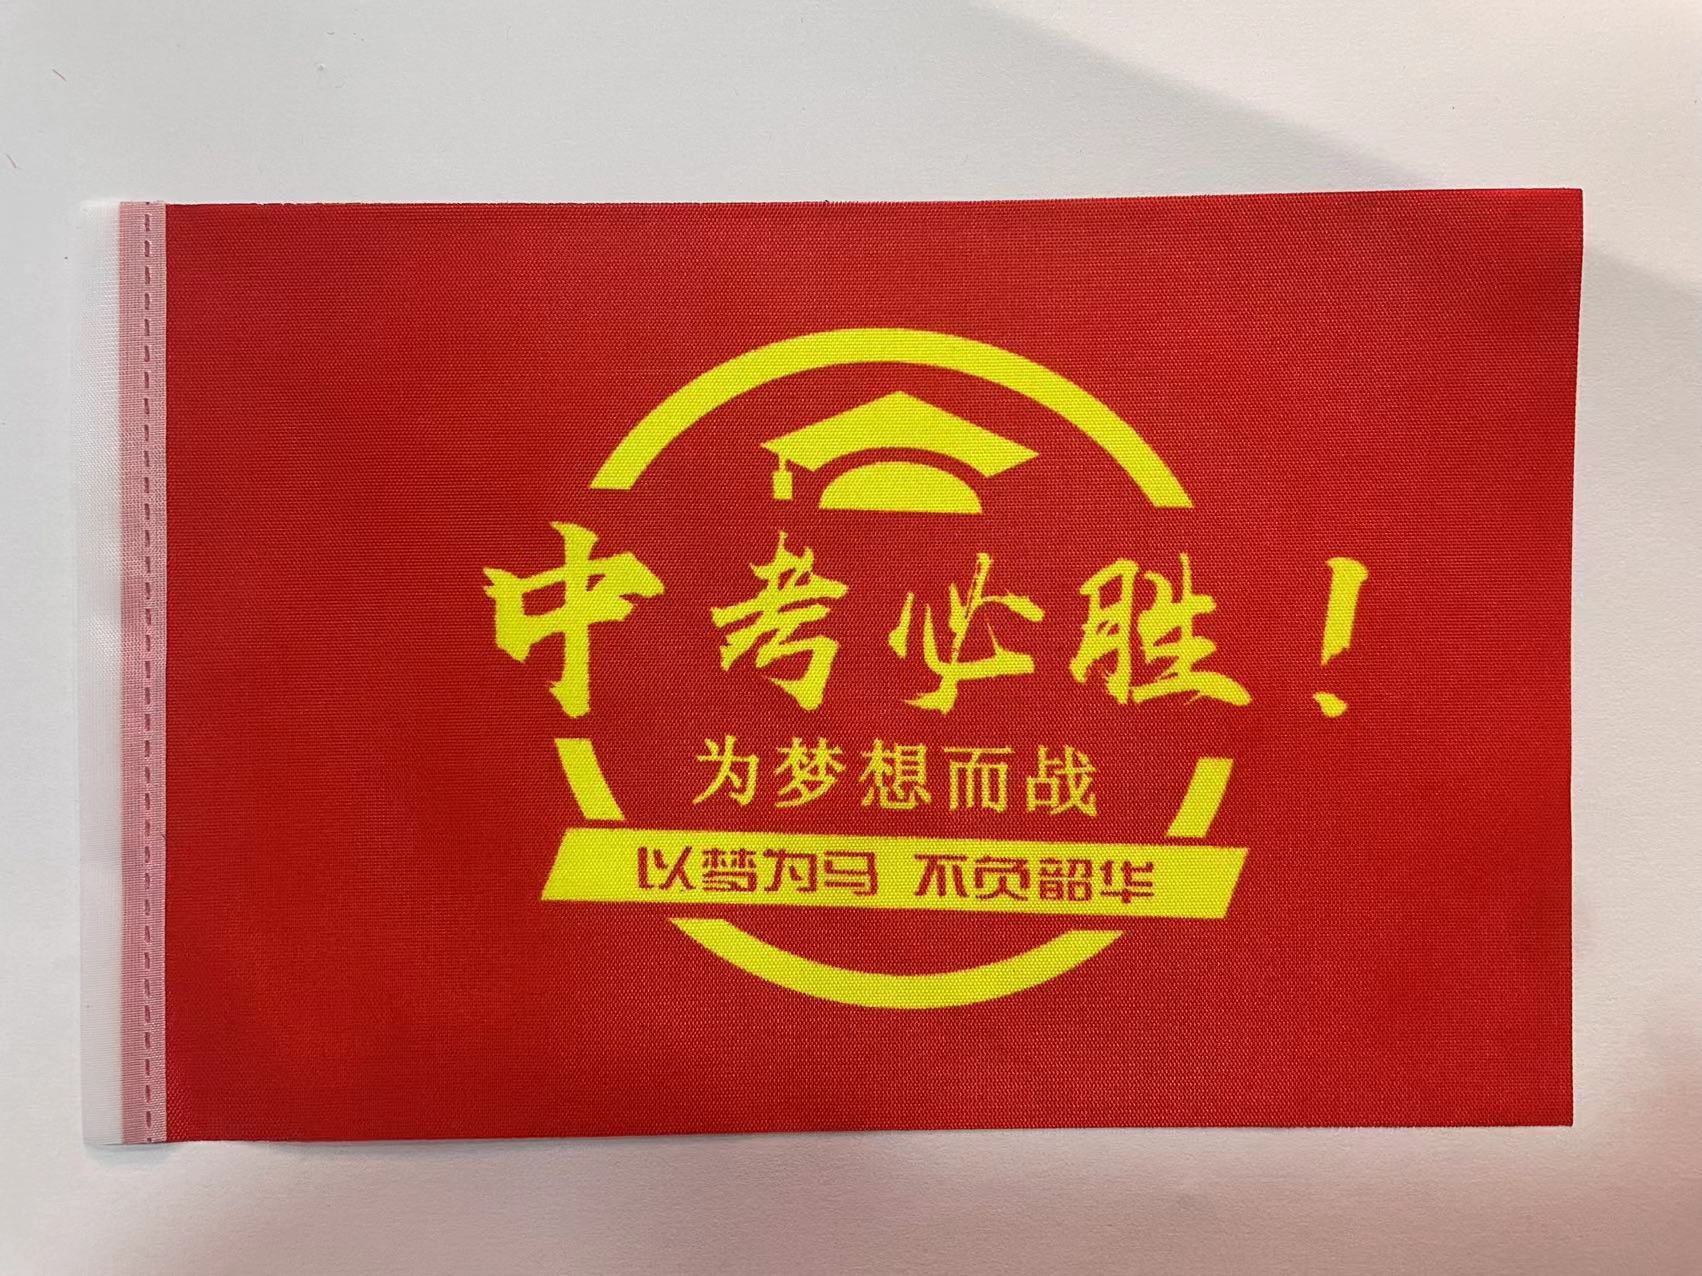 中考必胜！
为梦想而战
以梦为马 不负韶华